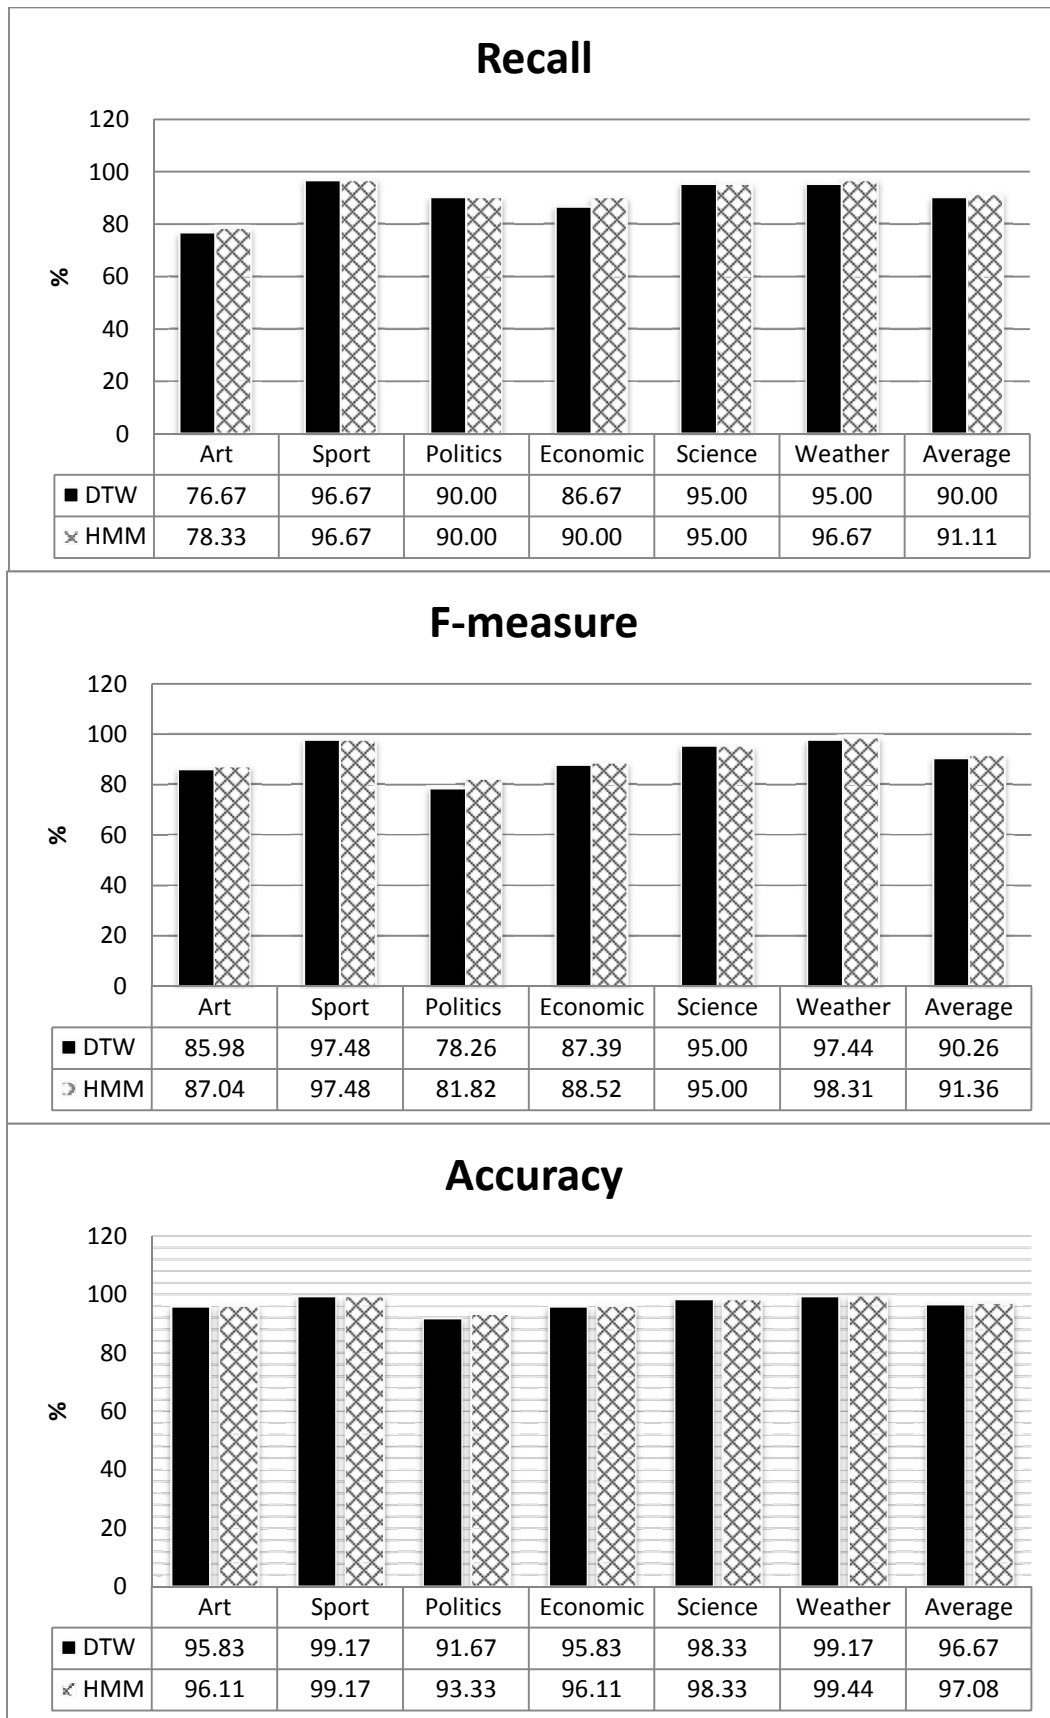 Recall
120
100
80
60
40
20
0
%
Art Sport Politics Economic Science Weather Average
DTW 76.67 96.67 90.00 86.67 95.00 95.00 90.00
HMM 78.33 96.67 90.00 90.00 95.00 96.67 91.11
F-measure
120
100
80
60
40
20
0
%
Art Sport Politics Economic Science Weather Average
DTW 85.98 97.48 78.26 87.39 95.00 97.44 90.26
HMM 87.04 97.48 81.82 88.52 95.00 98.31 91.36
Accuracy
120
100
80
60
40
20
0
%
Art Sport Politics Economic Science Weather Average
DTW 95.83 99.17 91.67 95.83 98.33 99.17 96.67
HMM 96.11 99.17 93.33 96.11 98.33 99.44 97.08